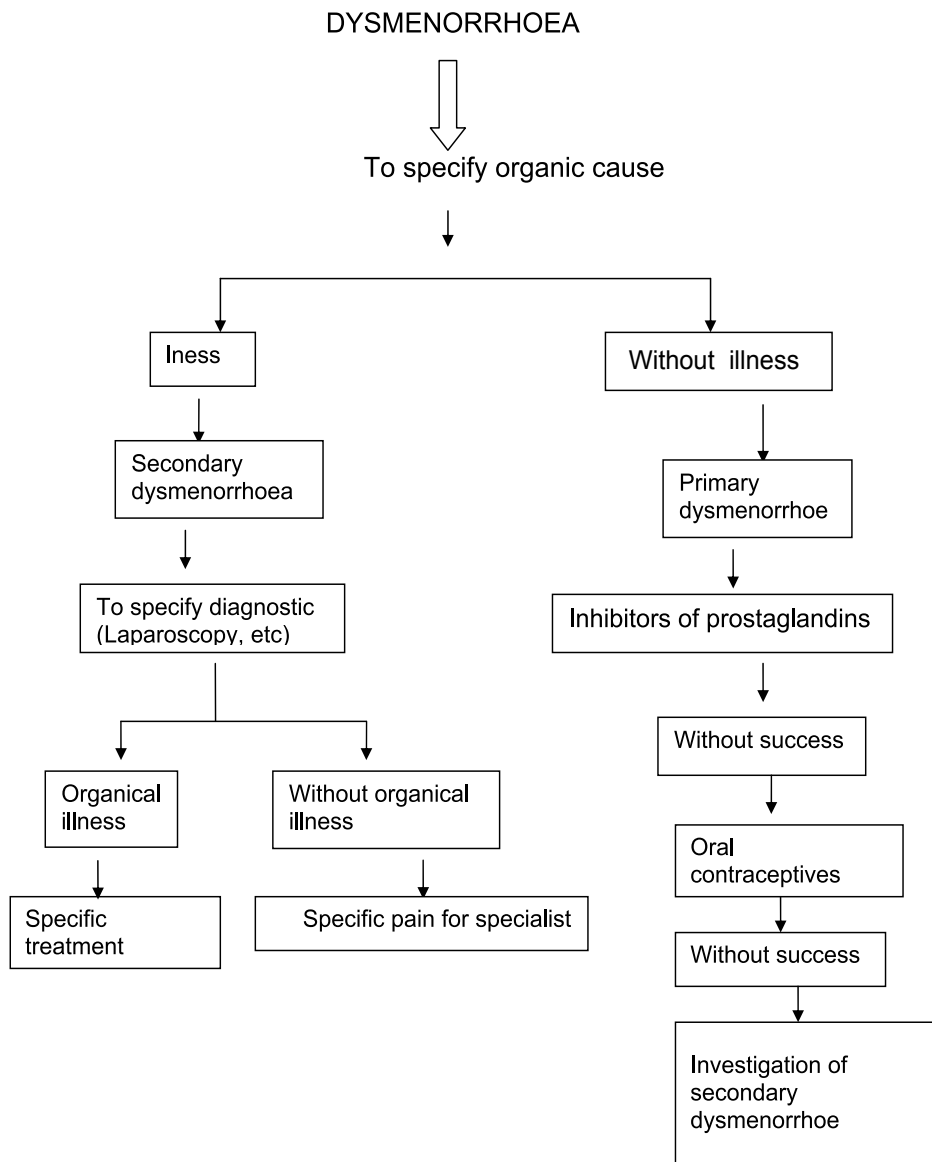 DYSMENORRHOEA
To specify organic cause
Iness
Without illness
Secondary
dysmenorrhoea
Primary
dysmenorrhoe
To specify diagnostic
(Laparoscopy, etc)
Inhibitors of prostaglandins
Without success
Organical
illness
Without organical
illness
Oral
contraceptives
Specific
treatment
Specific pain for specialist
Without success
Investigation of
secondary
dysmenorrhoe